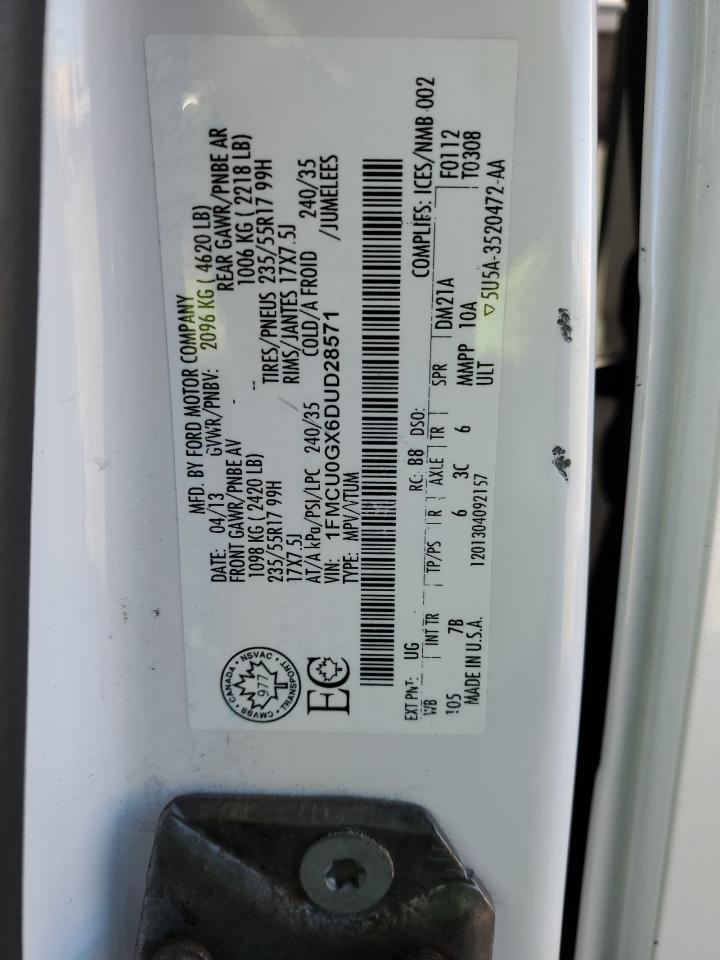 MFD. BY FORD MOTOR COMPANY
DATE: 04/13 GVWR/PNBV: 2096 KG ( 4620 LB)
FRONT GAWR/PNBE AV REAR GAWR/PNBE AR
1098 KG ( 2420 LB) 1006 KG ( 2218 LB)
235/55R17 99H -- TIRES/PNEUS 235/55R17 99H
17X7.5J RIMS/JANTES 17X7.5J
AT/A kPa/PSI/LPC 240/35 COLD/A FROID 240/35
VIN: 1FMCU0GX6DUD28571 /JUMELEES
TYPE: MPV/VTUM
CANADA • NSVAC • TRANSPORT • CMVSS
977
EC
COMPLIES: ICES/NMB 002
EXT PNT: UG RC: B8 DSO: F0112
WB INT TR TP/PS R AXLE TR SPR DM21A T0308
105 7B 6 3C 6 MMPP 10A
MADE IN U.S.A. 1201304092157 ULT
▽5U5A-3520472-AA